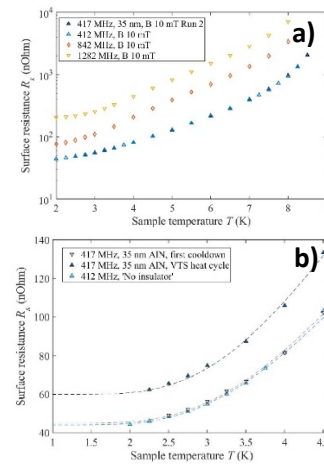 a)
417 MHz, 35 nm, B 10 mT Run 2
412 MHz, B 10 mT
842 MHz, B 10 mT
1282 MHz, B 10 mT
Surface resistance Rs (nOhm)
10⁴
10³
10²
10¹
2 3 4 5 6 7 8
Sample temperature T (K)
b)
417 MHz, 35 nm AlN, first cooldown
417 MHz, 35 nm AlN, VTS heat cycle
412 MHz, 'No insulator'
Surface resistance Rs (nOhm)
140
120
100
80
60
40
1 1.5 2 2.5 3 3.5 4 4.5
Sample temperature T (K)